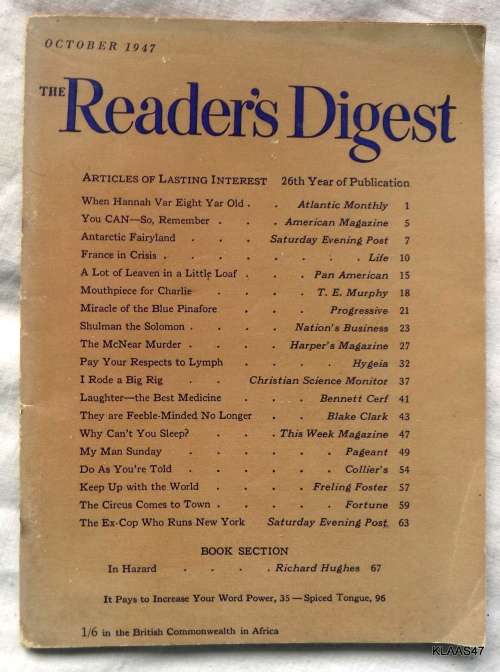 OCTOBER 1947
THE Reader's Digest
ARTICLES OF LASTING INTEREST 26th Year of Publication
When Hannah Var Eight Yar Old . . Atlantic Monthly 1
You CAN—So, Remember . . . American Magazine 5
Antarctic Fairyland . . . Saturday Evening Post 7
France in Crisis . . . . . . . . . Life 10
A Lot of Leaven in a Little Loaf . . . Pan American 15
Mouthpiece for Charlie . . . . T. E. Murphy 18
Miracle of the Blue Pinafore . . . Progressive 21
Shulman the Solomon . . . . Nation's Business 23
The McNear Murder . . . . Harper's Magazine 27
Pay Your Respects to Lymph . . . . Hygeia 32
I Rode a Big Rig . . Christian Science Monitor 37
Laughter—the Best Medicine . . . Bennett Cerf 41
They are Feeble-Minded No Longer . . Blake Clark 43
Why Can't You Sleep? . . . This Week Magazine 47
My Man Sunday . . . . . . Pageant 49
Do As You're Told . . . . . . Collier's 54
Keep Up with the World . . . . Freling Foster 57
The Circus Comes to Town . . . . . Fortune 59
The Ex-Cop Who Runs New York Saturday Evening Post 63
BOOK SECTION
In Hazard . . . . Richard Hughes 67
It Pays to Increase Your Word Power, 35—Spiced Tongue, 96
1/6 in the British Commonwealth in Africa
KLAAS47